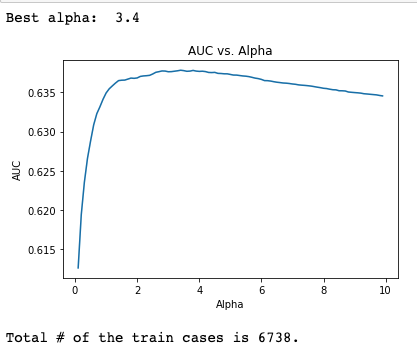 Best alpha:  3.4
AUC vs. Alpha
0.635
0.630
0.625
0.620
0.615
AUC
0 2 4 6 8 10
Alpha
Total # of the train cases is 6738.